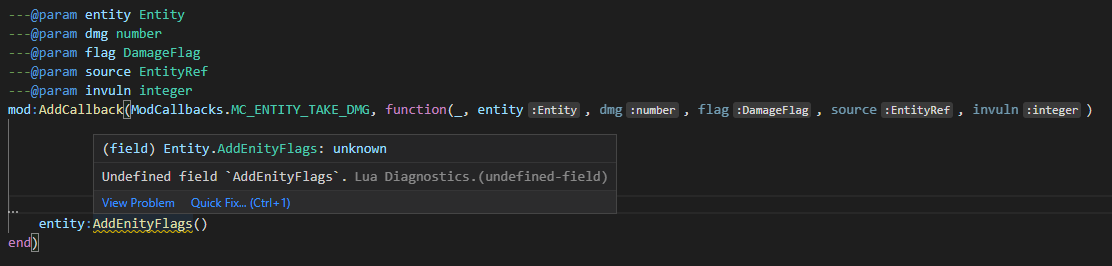 ---@param entity Entity
---@param dmg number
---@param flag DamageFlag
---@param source EntityRef
---@param invuln integer
mod:AddCallback(ModCallbacks.MC_ENTITY_TAKE_DMG, function(_, entity :Entity , dmg :number , flag :DamageFlag , source :EntityRef , invuln :integer )
(field) Entity.AddEnityFlags: unknown
Undefined field `AddEnityFlags`. Lua Diagnostics.(undefined-field)
View Problem Quick Fix... (Ctrl+1)
...
entity:AddEnityFlags()
end)